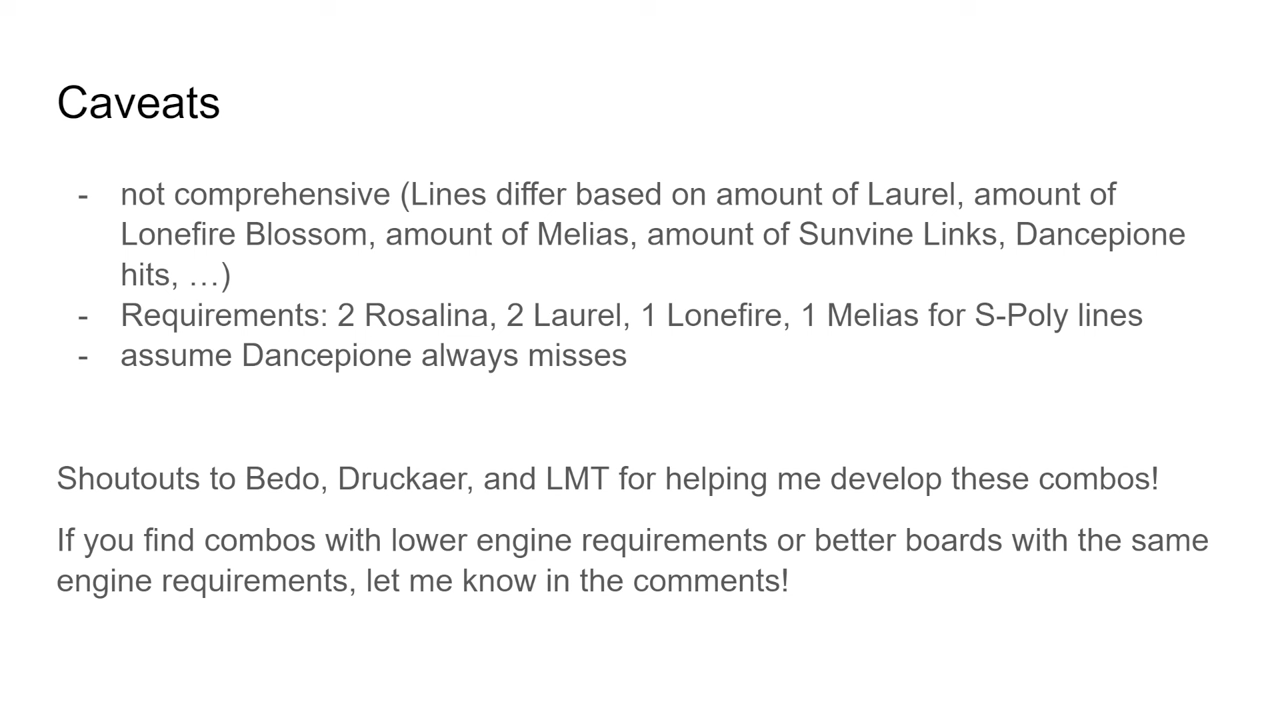 Caveats
- not comprehensive (Lines differ based on amount of Laurel, amount of
Lonefire Blossom, amount of Melias, amount of Sunvine Links, Dancepione
hits, …)
- Requirements: 2 Rosalina, 2 Laurel, 1 Lonefire, 1 Melias for S-Poly lines
- assume Dancepione always misses
Shoutouts to Bedo, Druckaer, and LMT for helping me develop these combos!
If you find combos with lower engine requirements or better boards with the same
engine requirements, let me know in the comments!